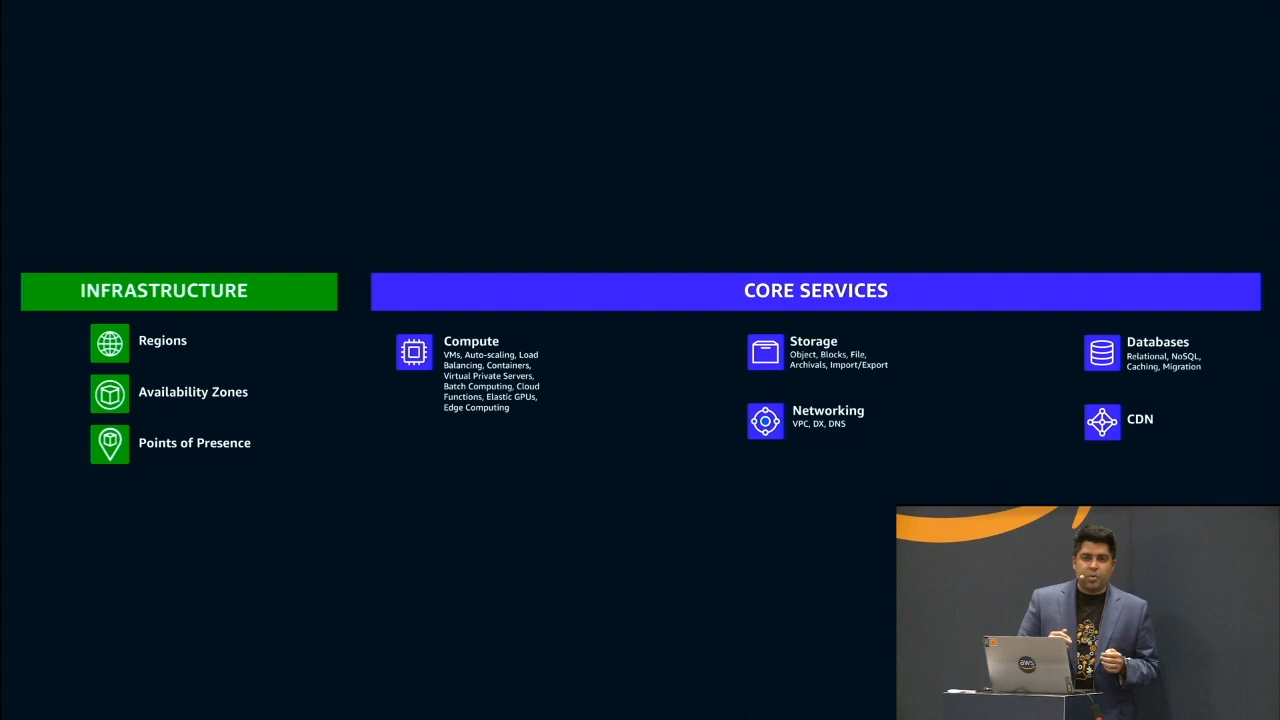 INFRASTRUCTURE
CORE SERVICES
Regions
Availability Zones
Points of Presence
Compute
VMs, Auto-scaling, Load
Balancing, Containers,
Virtual Private Servers,
Batch Computing, Cloud
Functions, Elastic GPUs,
Edge Computing
Storage
Object, Blocks, File,
Archivals, Import/Export
Networking
VPC, DX, DNS
Databases
Relational, NoSQL,
Caching, Migration
CDN
aws